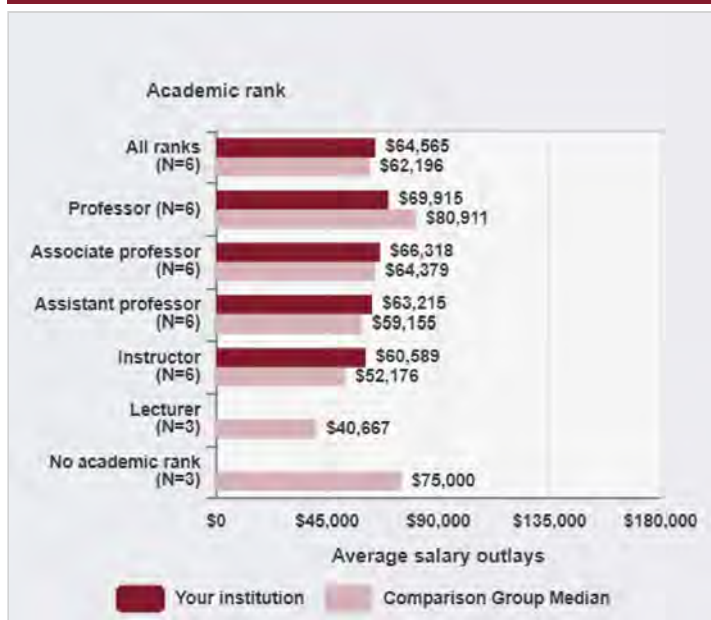 Academic rank
All ranks
(N=6)
$64,565
$62,196
Professor (N=6)
$69,915
$80,911
Associate professor
(N=6)
$66,318
$64,379
Assistant professor
(N=6)
$63,215
$59,155
Instructor
(N=6)
$60,589
$52,176
Lecturer
(N=3)
$40,667
No academic rank
(N=3)
$75,000
$0 $45,000 $90,000 $135,000 $180,000
Average salary outlays
Your institution Comparison Group Median